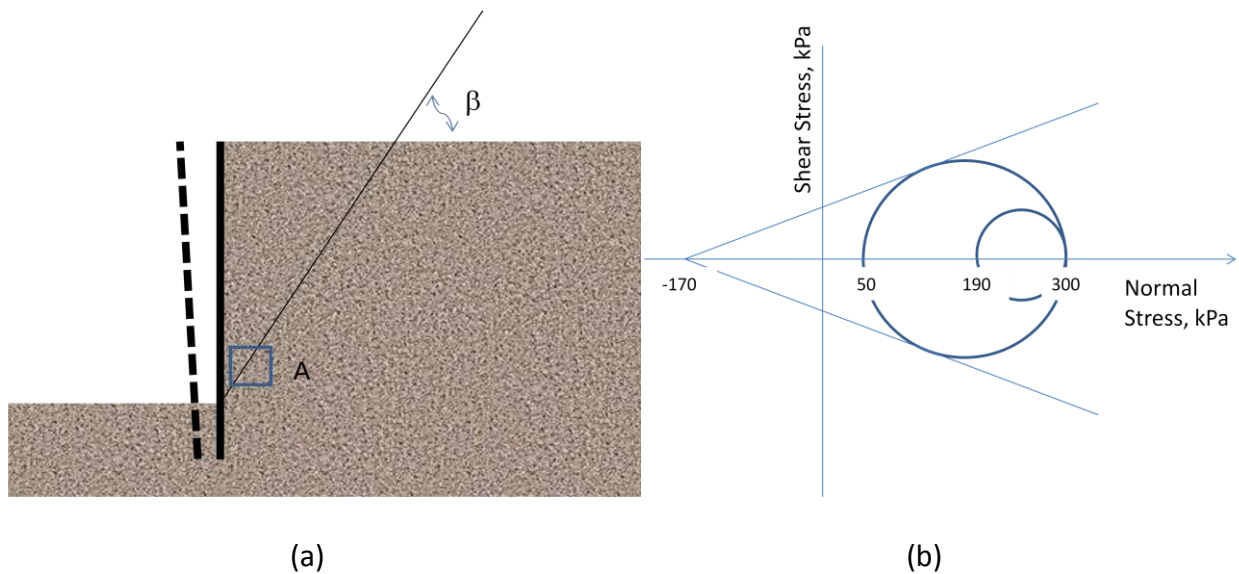 β
A
(a)
Shear Stress, kPa
-170
50
190
300
Normal
Stress, kPa
(b)